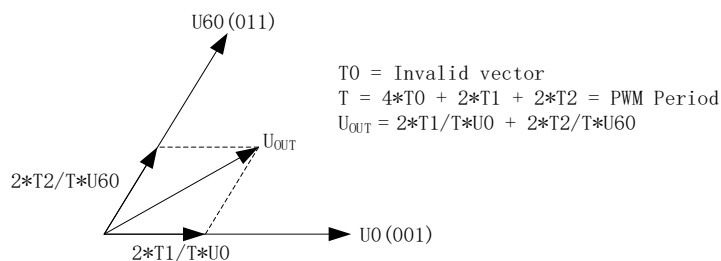 U60(011)
T0 = Invalid vector
T = 4*T0 + 2*T1 + 2*T2 = PWM Period
UOUT = 2*T1/T*U0 + 2*T2/T*U60
UOUT
2*T2/T*U60
U0(001)
2*T1/T*U0